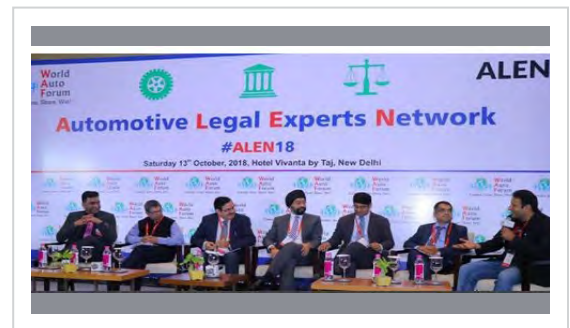 World
Auto
Forum
ALEN
Automotive Legal Experts Network
#ALEN18
Saturday 13th October, 2018, Hotel Vivanta by Taj, New Delhi